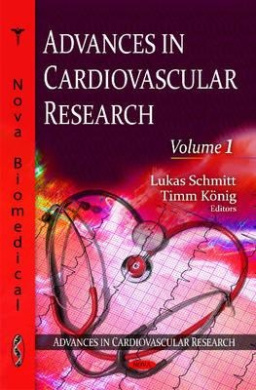 ADVANCES IN
CARDIOVASCULAR
RESEARCH
Volume 1
Lukas Schmitt
Timm König
Editors
Nova Biomedical
ADVANCES IN CARDIOVASCULAR RESEARCH